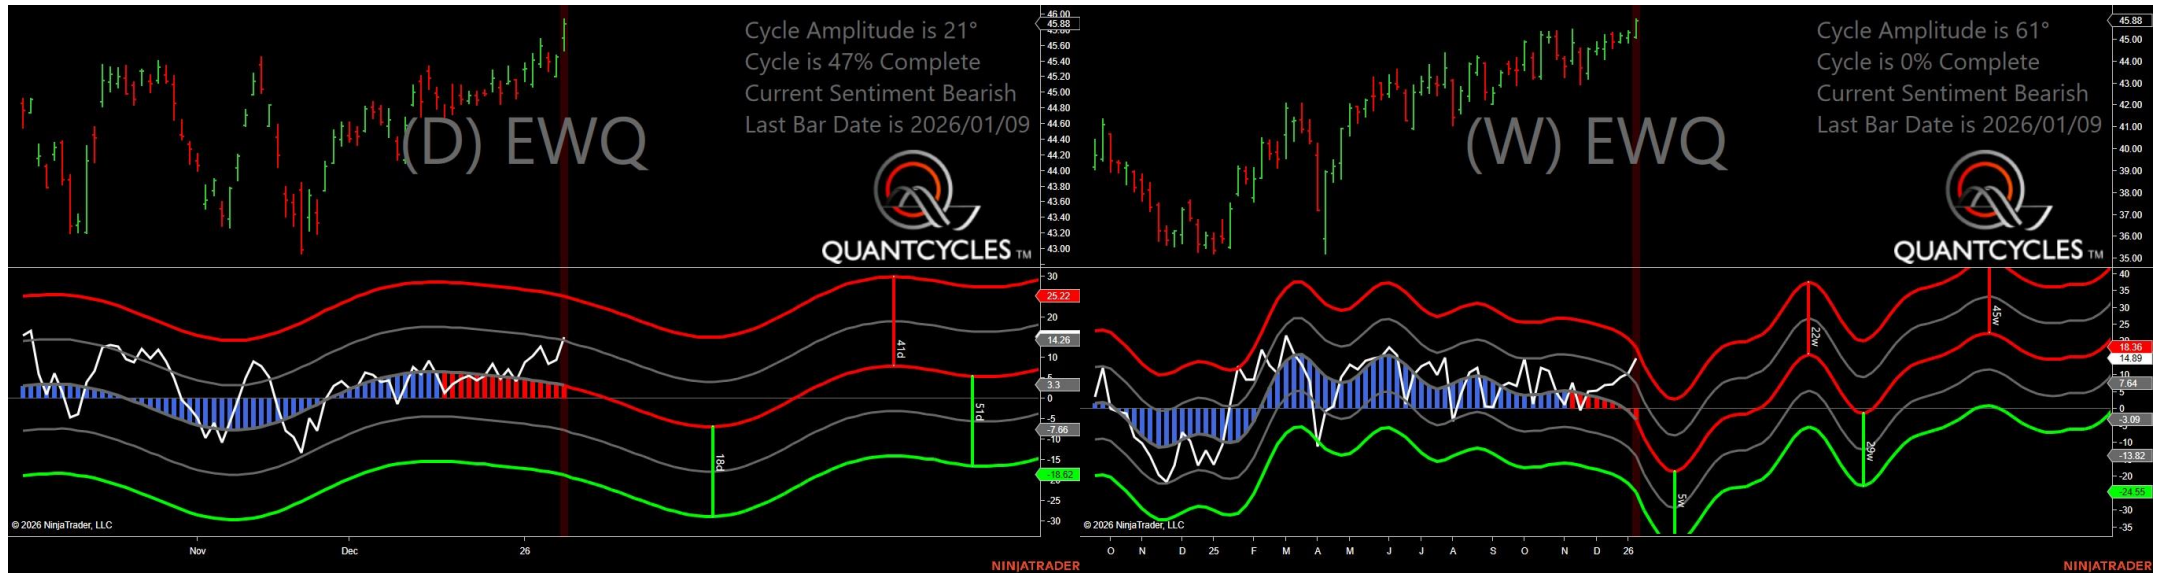 Cycle Amplitude is 21°
Cycle is 47% Complete
Current Sentiment Bearish
Last Bar Date is 2026/01/09
(D) EWQ
QUANTCYCLES TM
46.00
45.88
45.60
45.40
45.20
45.00
44.80
44.60
44.40
44.20
44.00
43.80
43.60
43.40
43.20
43.00
30
25.22
20
14.26
10
5
3.3
0
-5
-7.66
-10
-15
-18.62
-25
-30
41d
18d
51d
© 2026 NinjaTrader, LLC
Nov
Dec
26
NINJATRADER
Cycle Amplitude is 61°
Cycle is 0% Complete
Current Sentiment Bearish
Last Bar Date is 2026/01/09
(W) EWQ
QUANTCYCLES TM
45.88
45.00
44.00
43.00
42.00
41.00
40.00
39.00
38.00
37.00
36.00
35.00
40
35
30
25
18.36
14.89
10
7.64
5
0
-3.09
-10
-13.82
-20
-24.55
-30
-35
22w
45w
5w
29w
© 2026 NinjaTrader, LLC
O
N
D
25
F
M
A
M
J
J
A
S
O
N
D
26
NINJATRADER